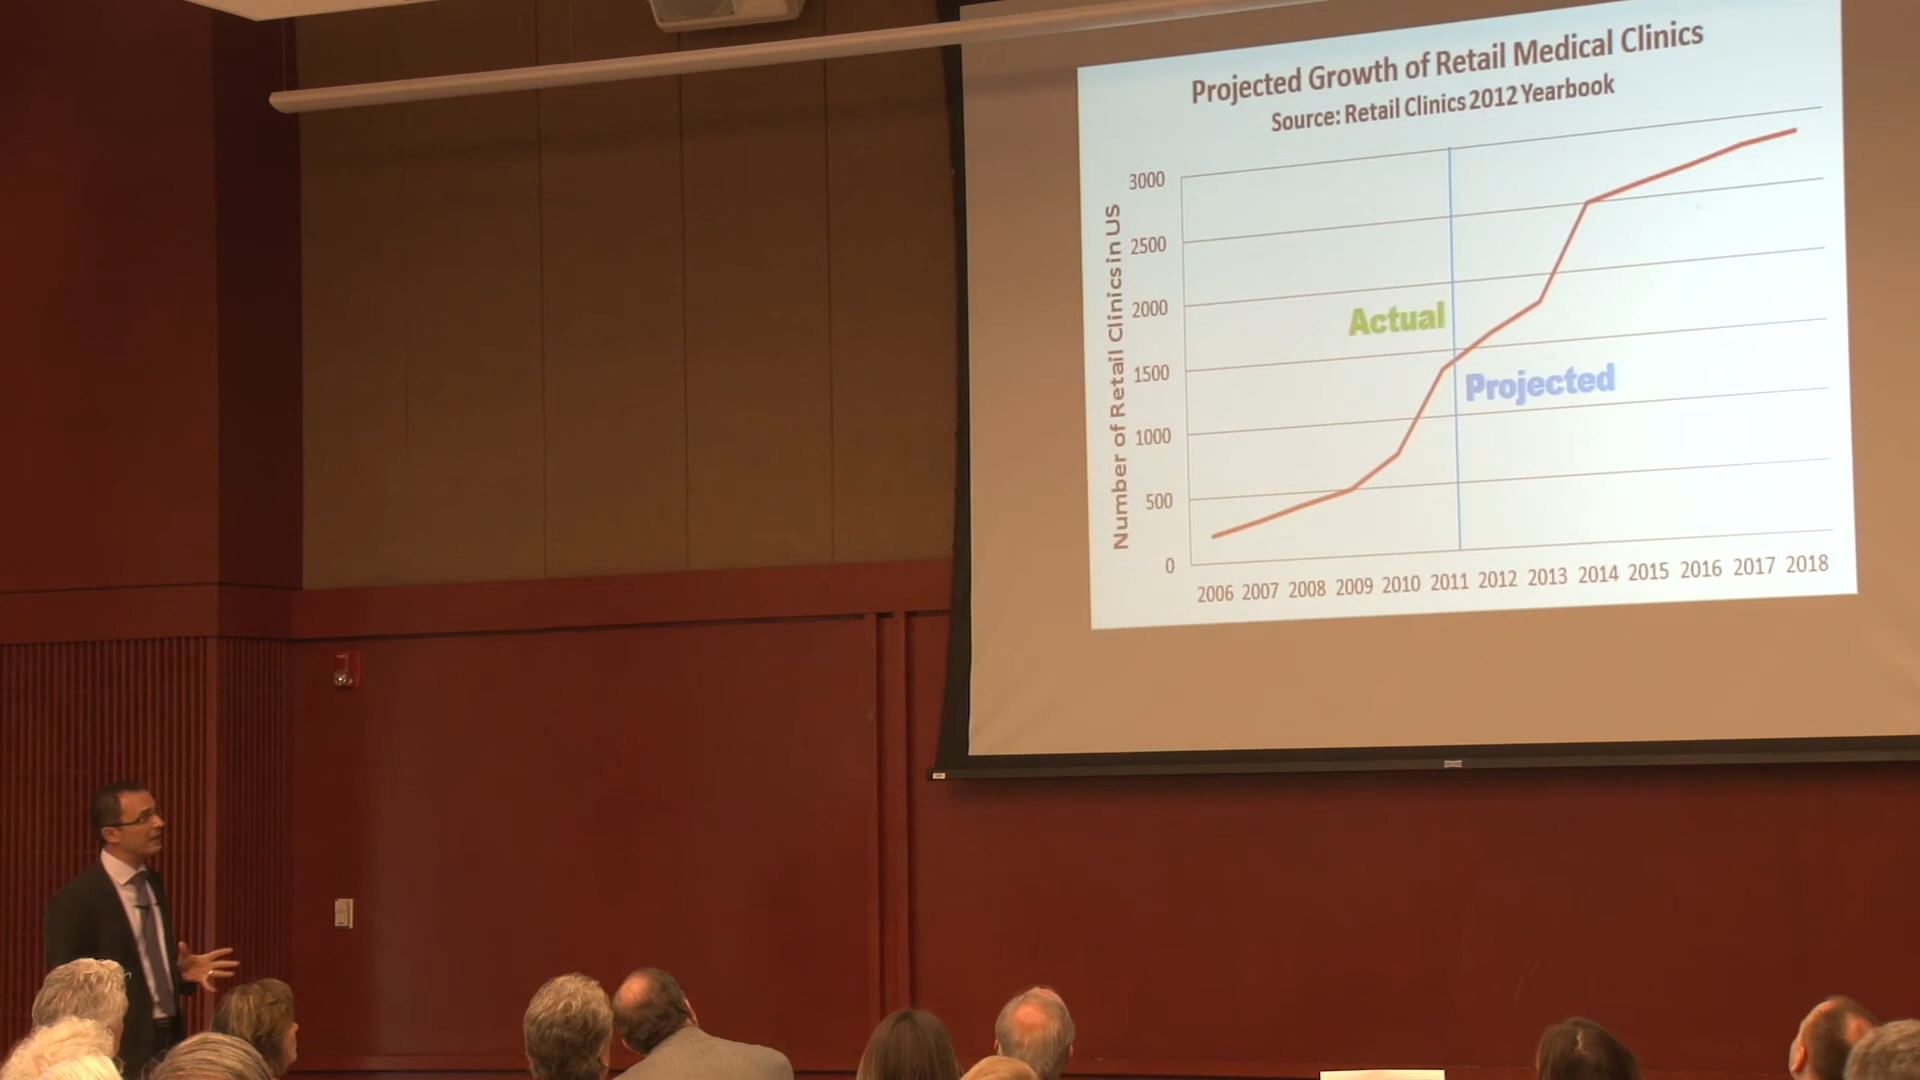 Projected Growth of Retail Medical Clinics
Source: Retail Clinics 2012 Yearbook
Number of Retail Clinics in US
3000
2500
2000
1500
1000
500
0
Actual
Projected
2006 2007 2008 2009 2010 2011 2012 2013 2014 2015 2016 2017 2018